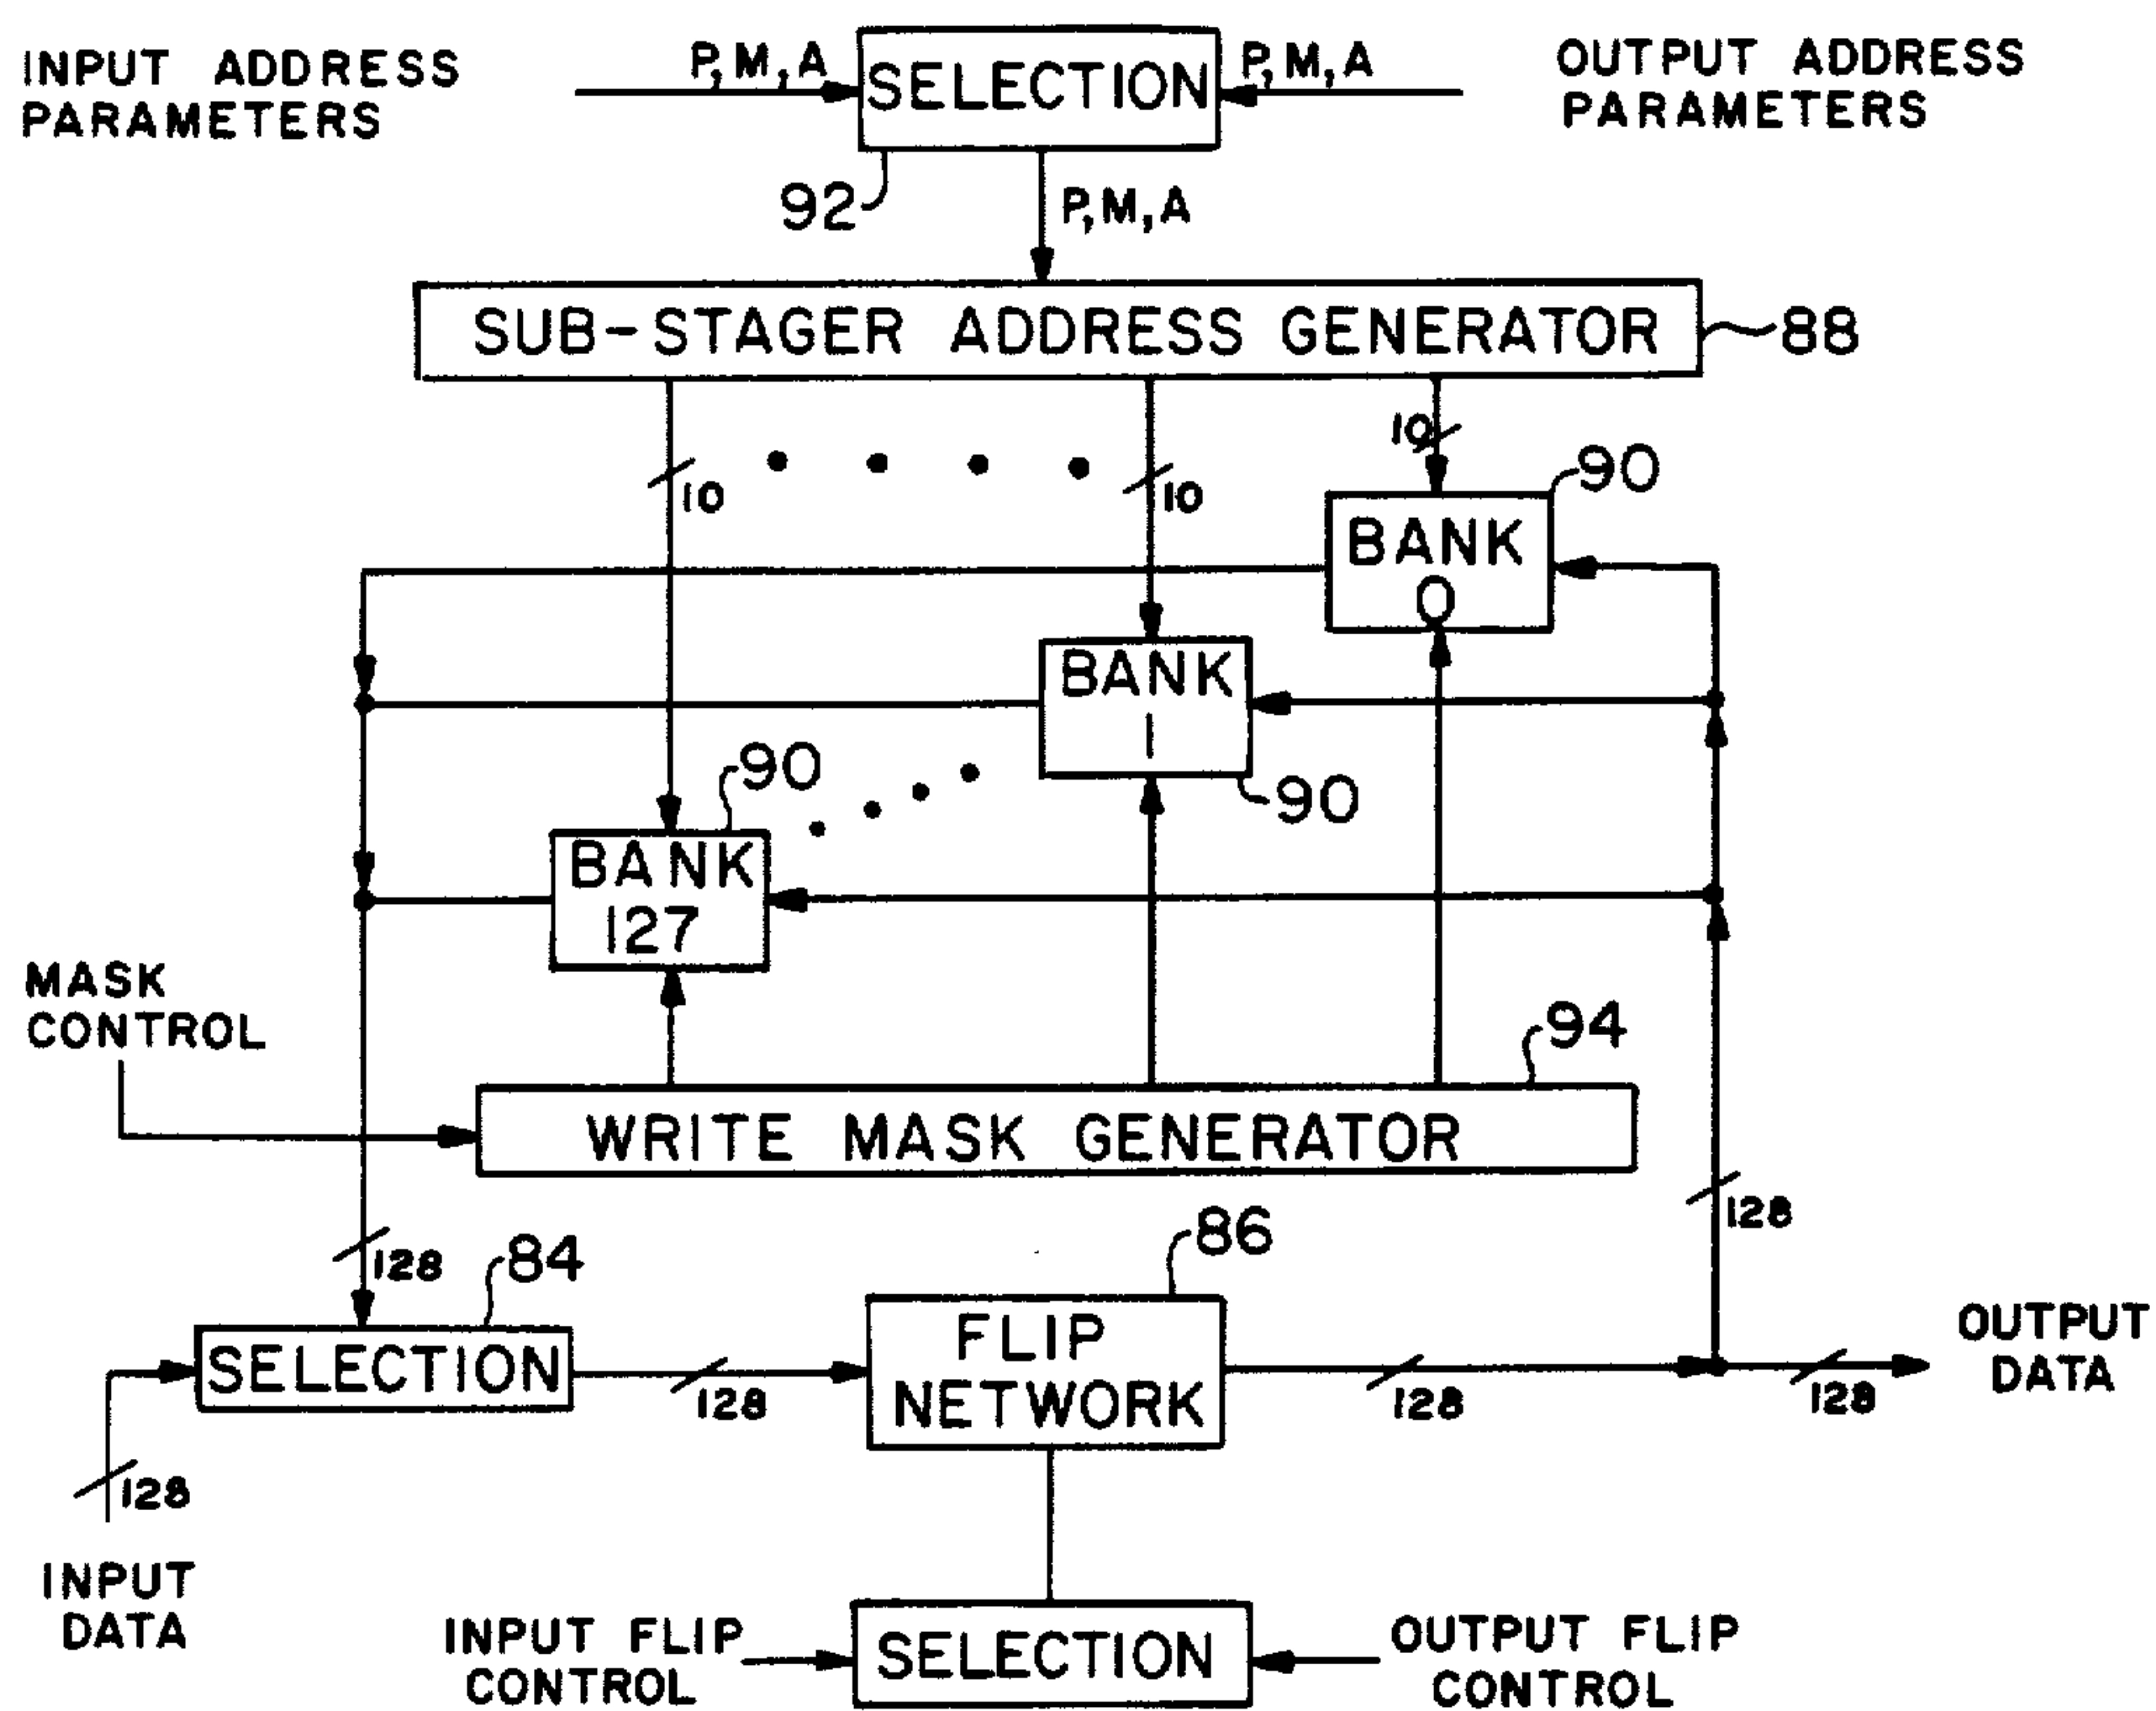 INPUT ADDRESS
PARAMETERS
P,M,A
SELECTION
P,M,A
OUTPUT ADDRESS
PARAMETERS
92
P,M,A
SUB-STAGER ADDRESS GENERATOR
88
10
10
10
90
BANK
0
BANK
1
90
90
BANK
127
MASK
CONTROL
94
WRITE MASK GENERATOR
128
86
128
84
SELECTION
128
FLIP
NETWORK
128
128
OUTPUT
DATA
128
INPUT
DATA
INPUT FLIP
CONTROL
SELECTION
OUTPUT FLIP
CONTROL